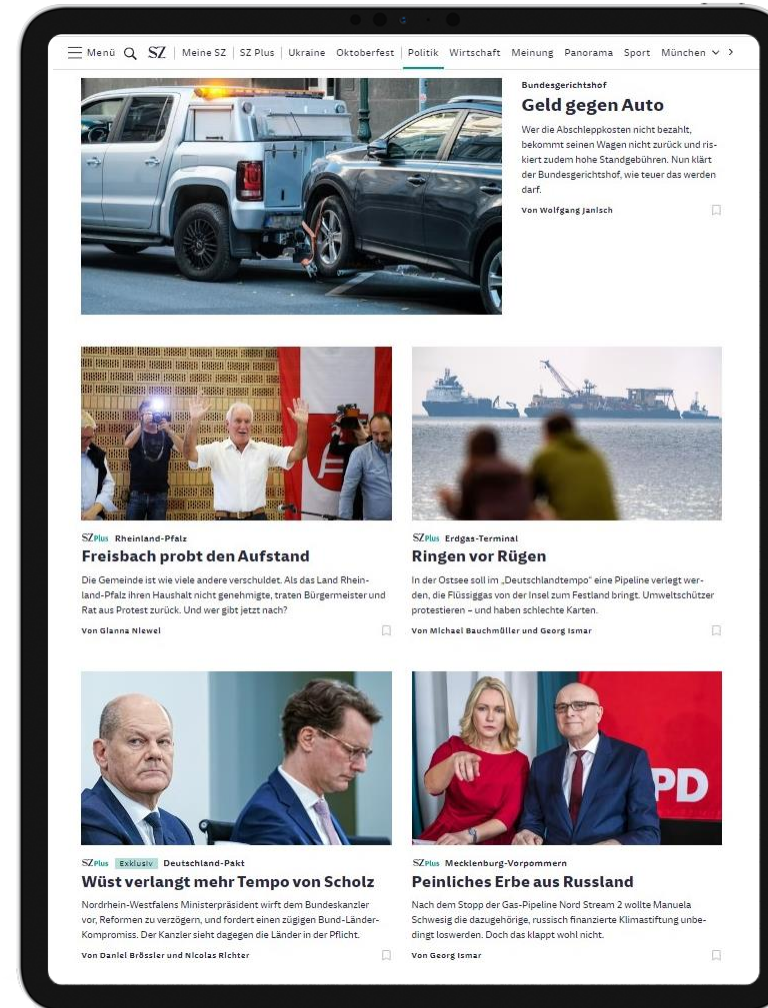 Menü SZ Meine SZ SZ Plus Ukraine Oktoberfest Politik Wirtschaft Meinung Panorama Sport München
Bundesgerichtshof
Geld gegen Auto
Wer die Abschleppkosten nicht bezahlt,
bekommt seinen Wagen nicht zurück und ris-
kiert zudem hohe Standgebühren. Nun klärt
der Bundesgerichtshof, wie teuer das werden
darf.
Von Wolfgang Janisch
SZ Plus Rheinland-Pfalz
Freisbach probt den Aufstand
Die Gemeinde ist wie viele andere verschuldet. Als das Land Rhein-
land-Pfalz ihren Haushalt nicht genehmigte, traten Bürgermeister und
Rat aus Protest zurück. Und wer gibt jetzt nach?
Von Gianna Niewel
SZ Plus Erdgas-Terminal
Ringen vor Rügen
In der Ostsee soll im „Deutschlandtempo“ eine Pipeline verlegt wer-
den, die Flüssiggas von der Insel zum Festland bringt. Umweltschützer
protestieren – und haben schlechte Karten.
Von Michael Bauchmüller und Georg Ismar
PD
SZ Plus Exklusiv Deutschland-Pakt
Wüst verlangt mehr Tempo von Scholz
Nordrhein-Westfalens Ministerpräsident wirft dem Bundeskanzler
vor, Reformen zu verzögern, und fordert einen zügigen Bund-Länder-
Kompromiss. Der Kanzler sieht dagegen die Länder in der Pflicht.
Von Daniel Brössler und Nicolas Richter
SZ Plus Mecklenburg-Vorpommern
Peinliches Erbe aus Russland
Nach dem Stopp der Gas-Pipeline Nord Stream 2 wollte Manuela
Schwesig die dazugehörige, russisch finanzierte Klimastiftung unbe-
dingt loswerden. Doch das klappt wohl nicht.
Von Georg Ismar